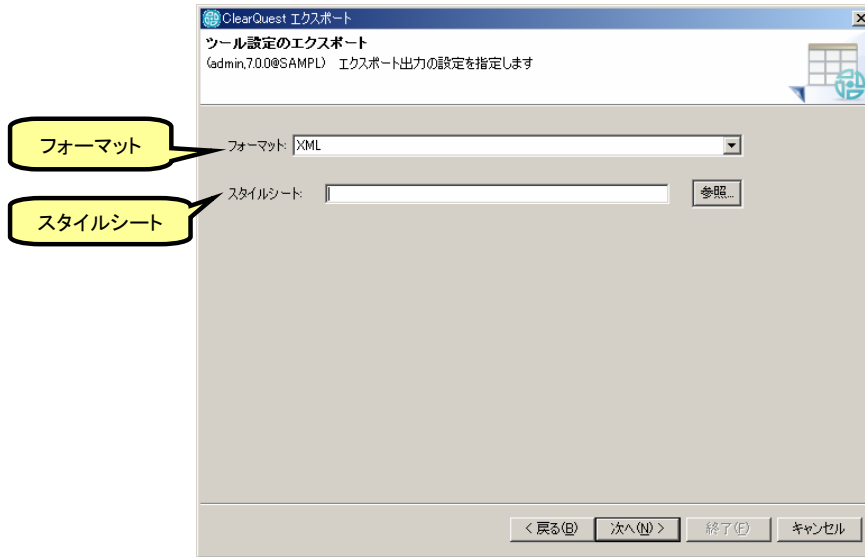 ClearQuest エクスポート
ツール設定のエクスポート
(admin,7.0.0@SAMPL) エクスポート出力の設定を指定します
フォーマット
フォーマット: XML
スタイルシート: 参照...
スタイルシート
< 戻る(B) 次へ(N) > 終了(F) キャンセル